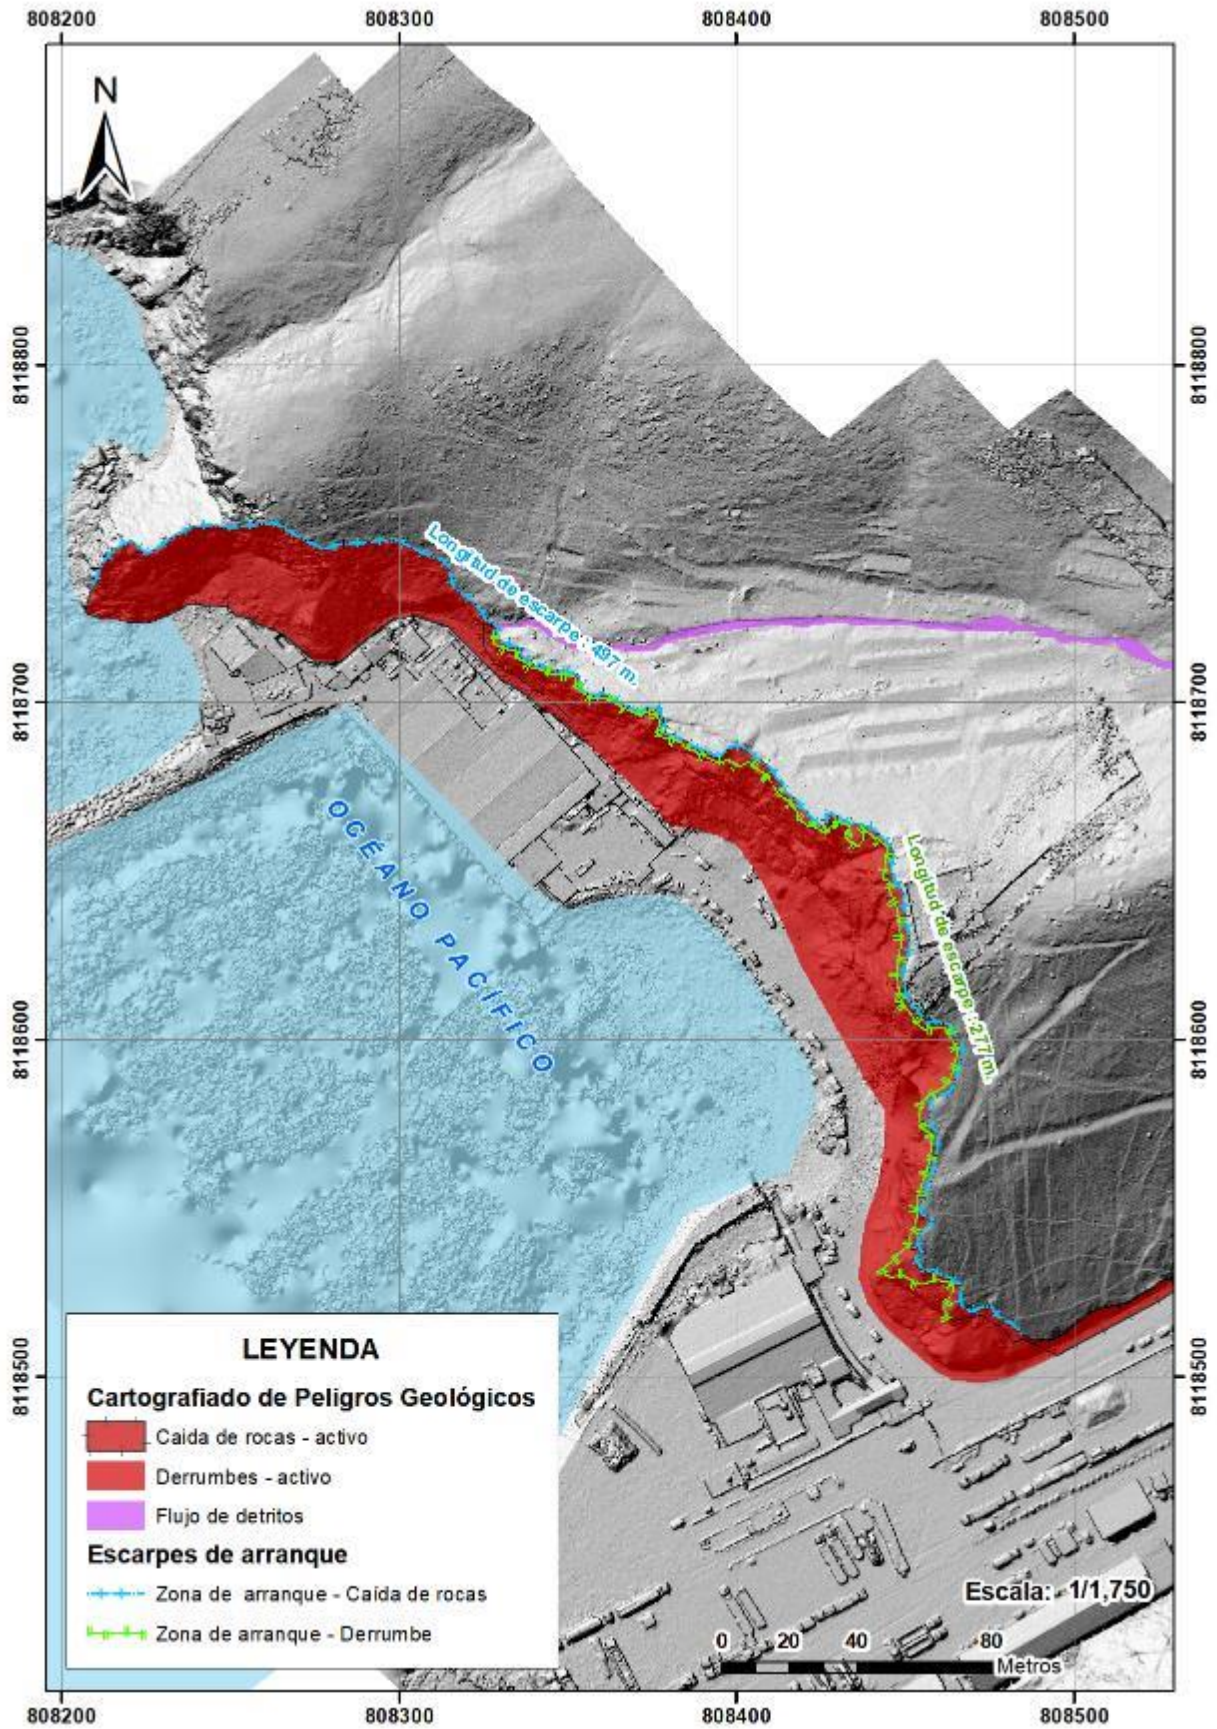 808200 808300 808400 808500
N
8118800 8118800
Longitud de escarpe : 497 m.
8118700 8118700
OCÉANO PACÍFICO
Longitud de escarpe : 277 m.
8118600 8118600
8118500 8118500
LEYENDA
Cartografiado de Peligros Geológicos
Caida de rocas - activo
Derrumbes - activo
Flujo de detritos
Escarpes de arranque
Zona de arranque - Caída de rocas
Zona de arranque - Derrumbe
Escala: 1/1,750
0 20 40 80
Metros
808200 808300 808400 808500